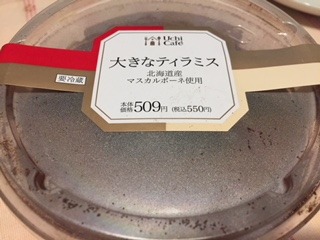 Uchi
Café
要冷蔵
大きなティラミス
北海道産
マスカルポーネ使用
本体
価格 509円 (税込550円)